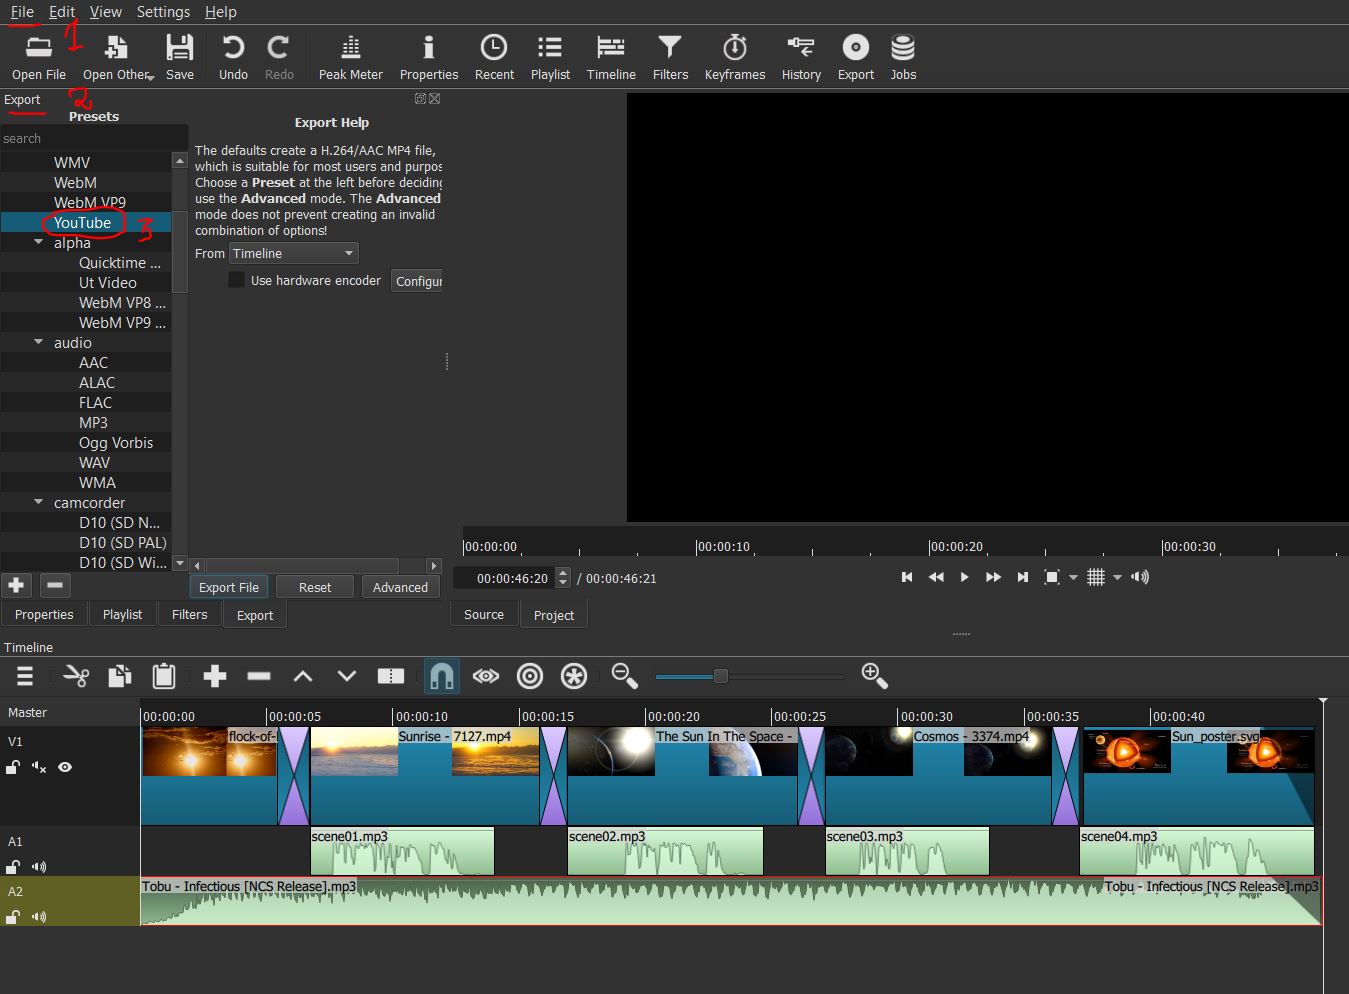 File Edit View Settings Help
1
Open File Open Other Save Undo Redo Peak Meter Properties Recent Playlist Timeline Filters Keyframes History Export Jobs
Export 2
Presets
search
WMV
WebM
WebM VP9
YouTube 3
alpha
Quicktime ...
Ut Video
WebM VP8 ...
WebM VP9 ...
audio
AAC
ALAC
FLAC
MP3
Ogg Vorbis
WAV
WMA
camcorder
D10 (SD N...
D10 (SD PAL)
D10 (SD Wi...
Export Help
The defaults create a H.264/AAC MP4 file,
which is suitable for most users and purpos
Choose a Preset at the left before deciding
use the Advanced mode. The Advanced
mode does not prevent creating an invalid
combination of options!
From Timeline
Use hardware encoder Configur
Export File Reset Advanced
Properties Playlist Filters Export
00:00:00 00:00:10 00:00:20 00:00:30
00:00:46:20 / 00:00:46:21
Source Project
Timeline
Master 00:00:00 00:00:05 00:00:10 00:00:15 00:00:20 00:00:25 00:00:30 00:00:35 00:00:40
V1 flock-of- Sunrise - 7127.mp4 The Sun In The Space - Cosmos - 3374.mp4 Sun_poster.svg
A1 scene01.mp3 scene02.mp3 scene03.mp3 scene04.mp3
A2 Tobu - Infectious [NCS Release].mp3 Tobu - Infectious [NCS Release].mp3